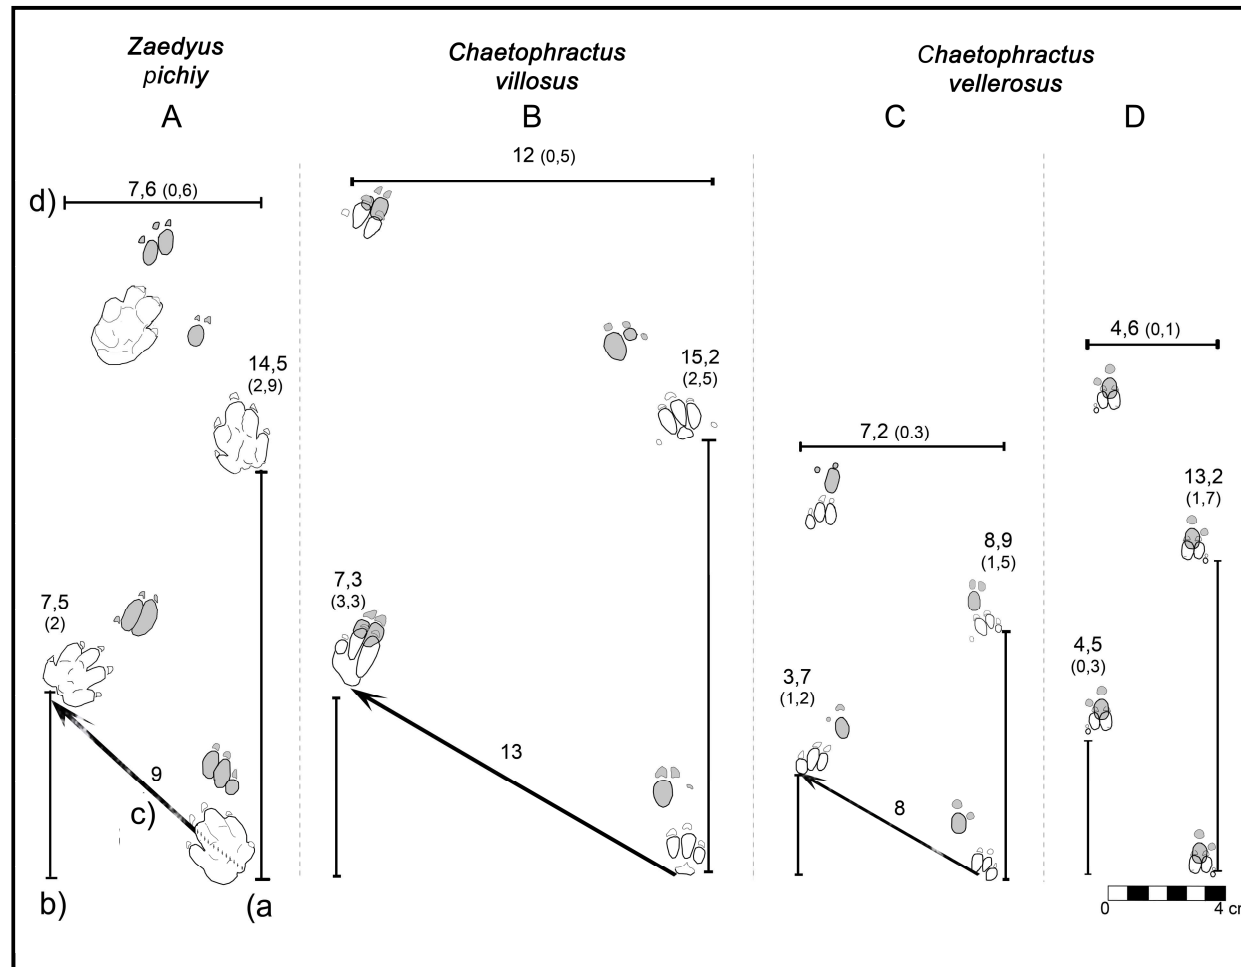 Zaedyus
pichiy
A
Chaetophractus
villosus
B
Chaetophractus
vellerosus
C
D
d)
7,6 (0,6)
14,5
(2,9)
7,5
(2)
9
c)
b)
(a
12 (0,5)
15,2
(2,5)
7,3
(3,3)
13
7,2 (0.3)
8,9
(1,5)
3,7
(1,2)
8
4,6 (0,1)
13,2
(1,7)
4,5
(0,3)
0 4 cm